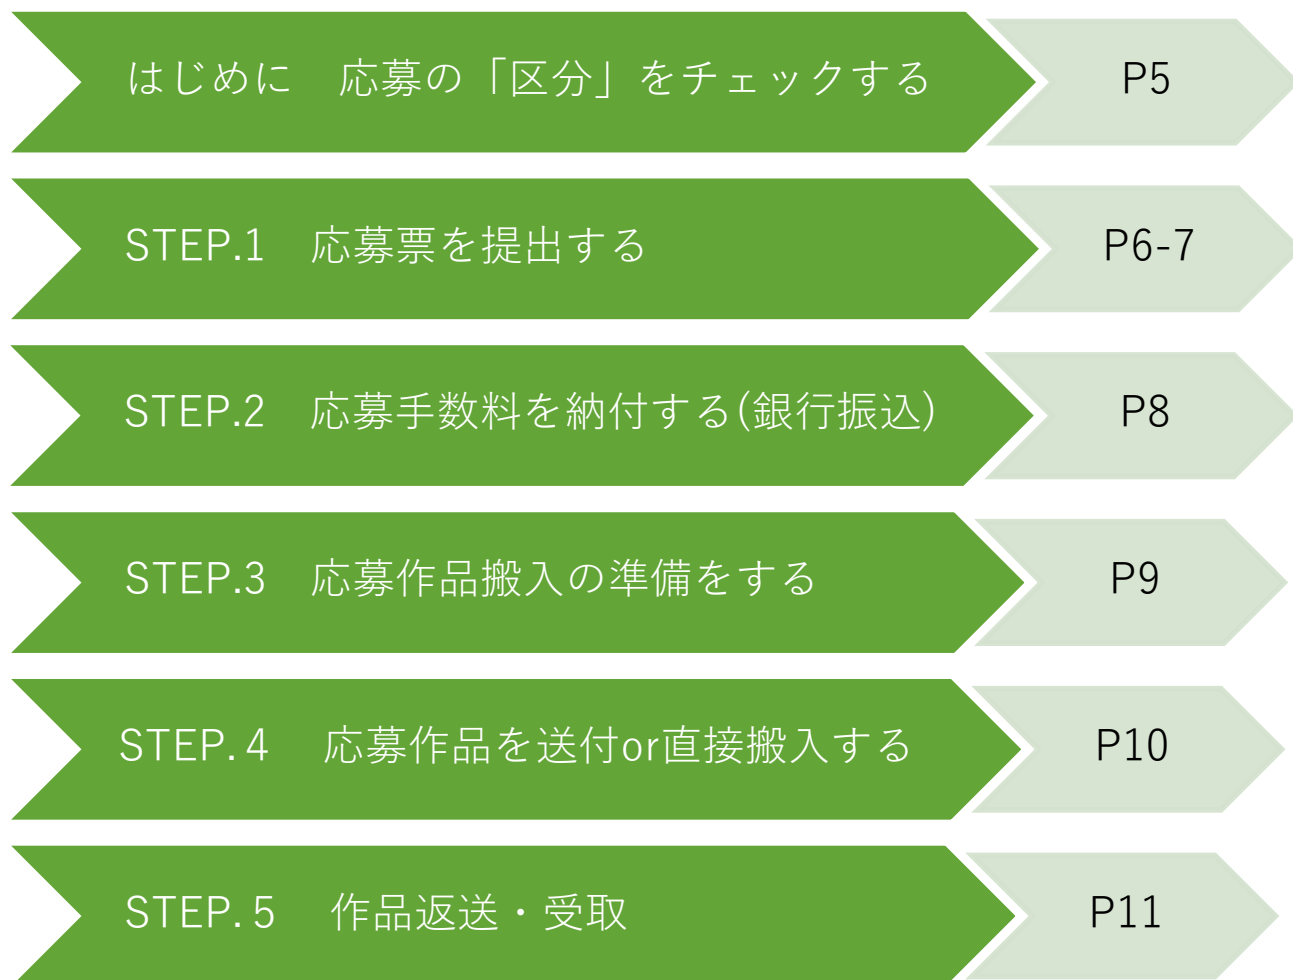 はじめに　応募の「区分」をチェックする　P5
STEP.1　応募票を提出する　P6-7
STEP.2　応募手数料を納付する(銀行振込)　P8
STEP.3　応募作品搬入の準備をする　P9
STEP.4　応募作品を送付or直接搬入する　P10
STEP.5　作品返送・受取　P11